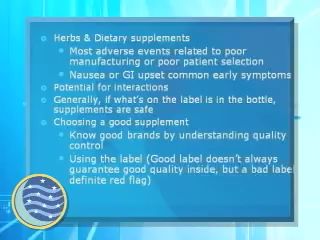 Herbs & Dietary supplements
Most adverse events related to poor
manufacturing or poor patient selection
Nausea or GI upset common early symptoms
Potential for interactions
Generally, if what's on the label is in the bottle,
supplements are safe
Choosing a good supplement
Know good brands by understanding quality
control
Using the label (Good label doesn't always
guarantee good quality inside, but a bad label
definite red flag)